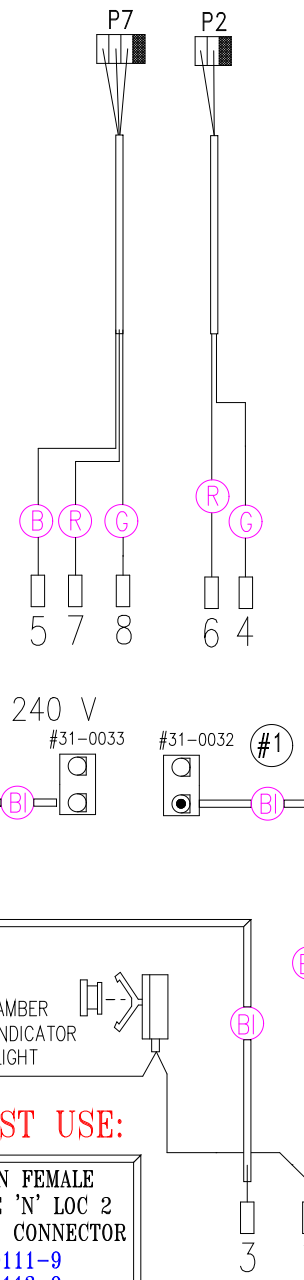 P7 P2
B R G R G
5 7 8 6 4
240 V
#31-0033 #31-0032 #1
BI BI
AMBER
NDICATOR
LIGHT
BI
ST USE:
N FEMALE
'N' LOC 2
CONNECTOR
111-9
3